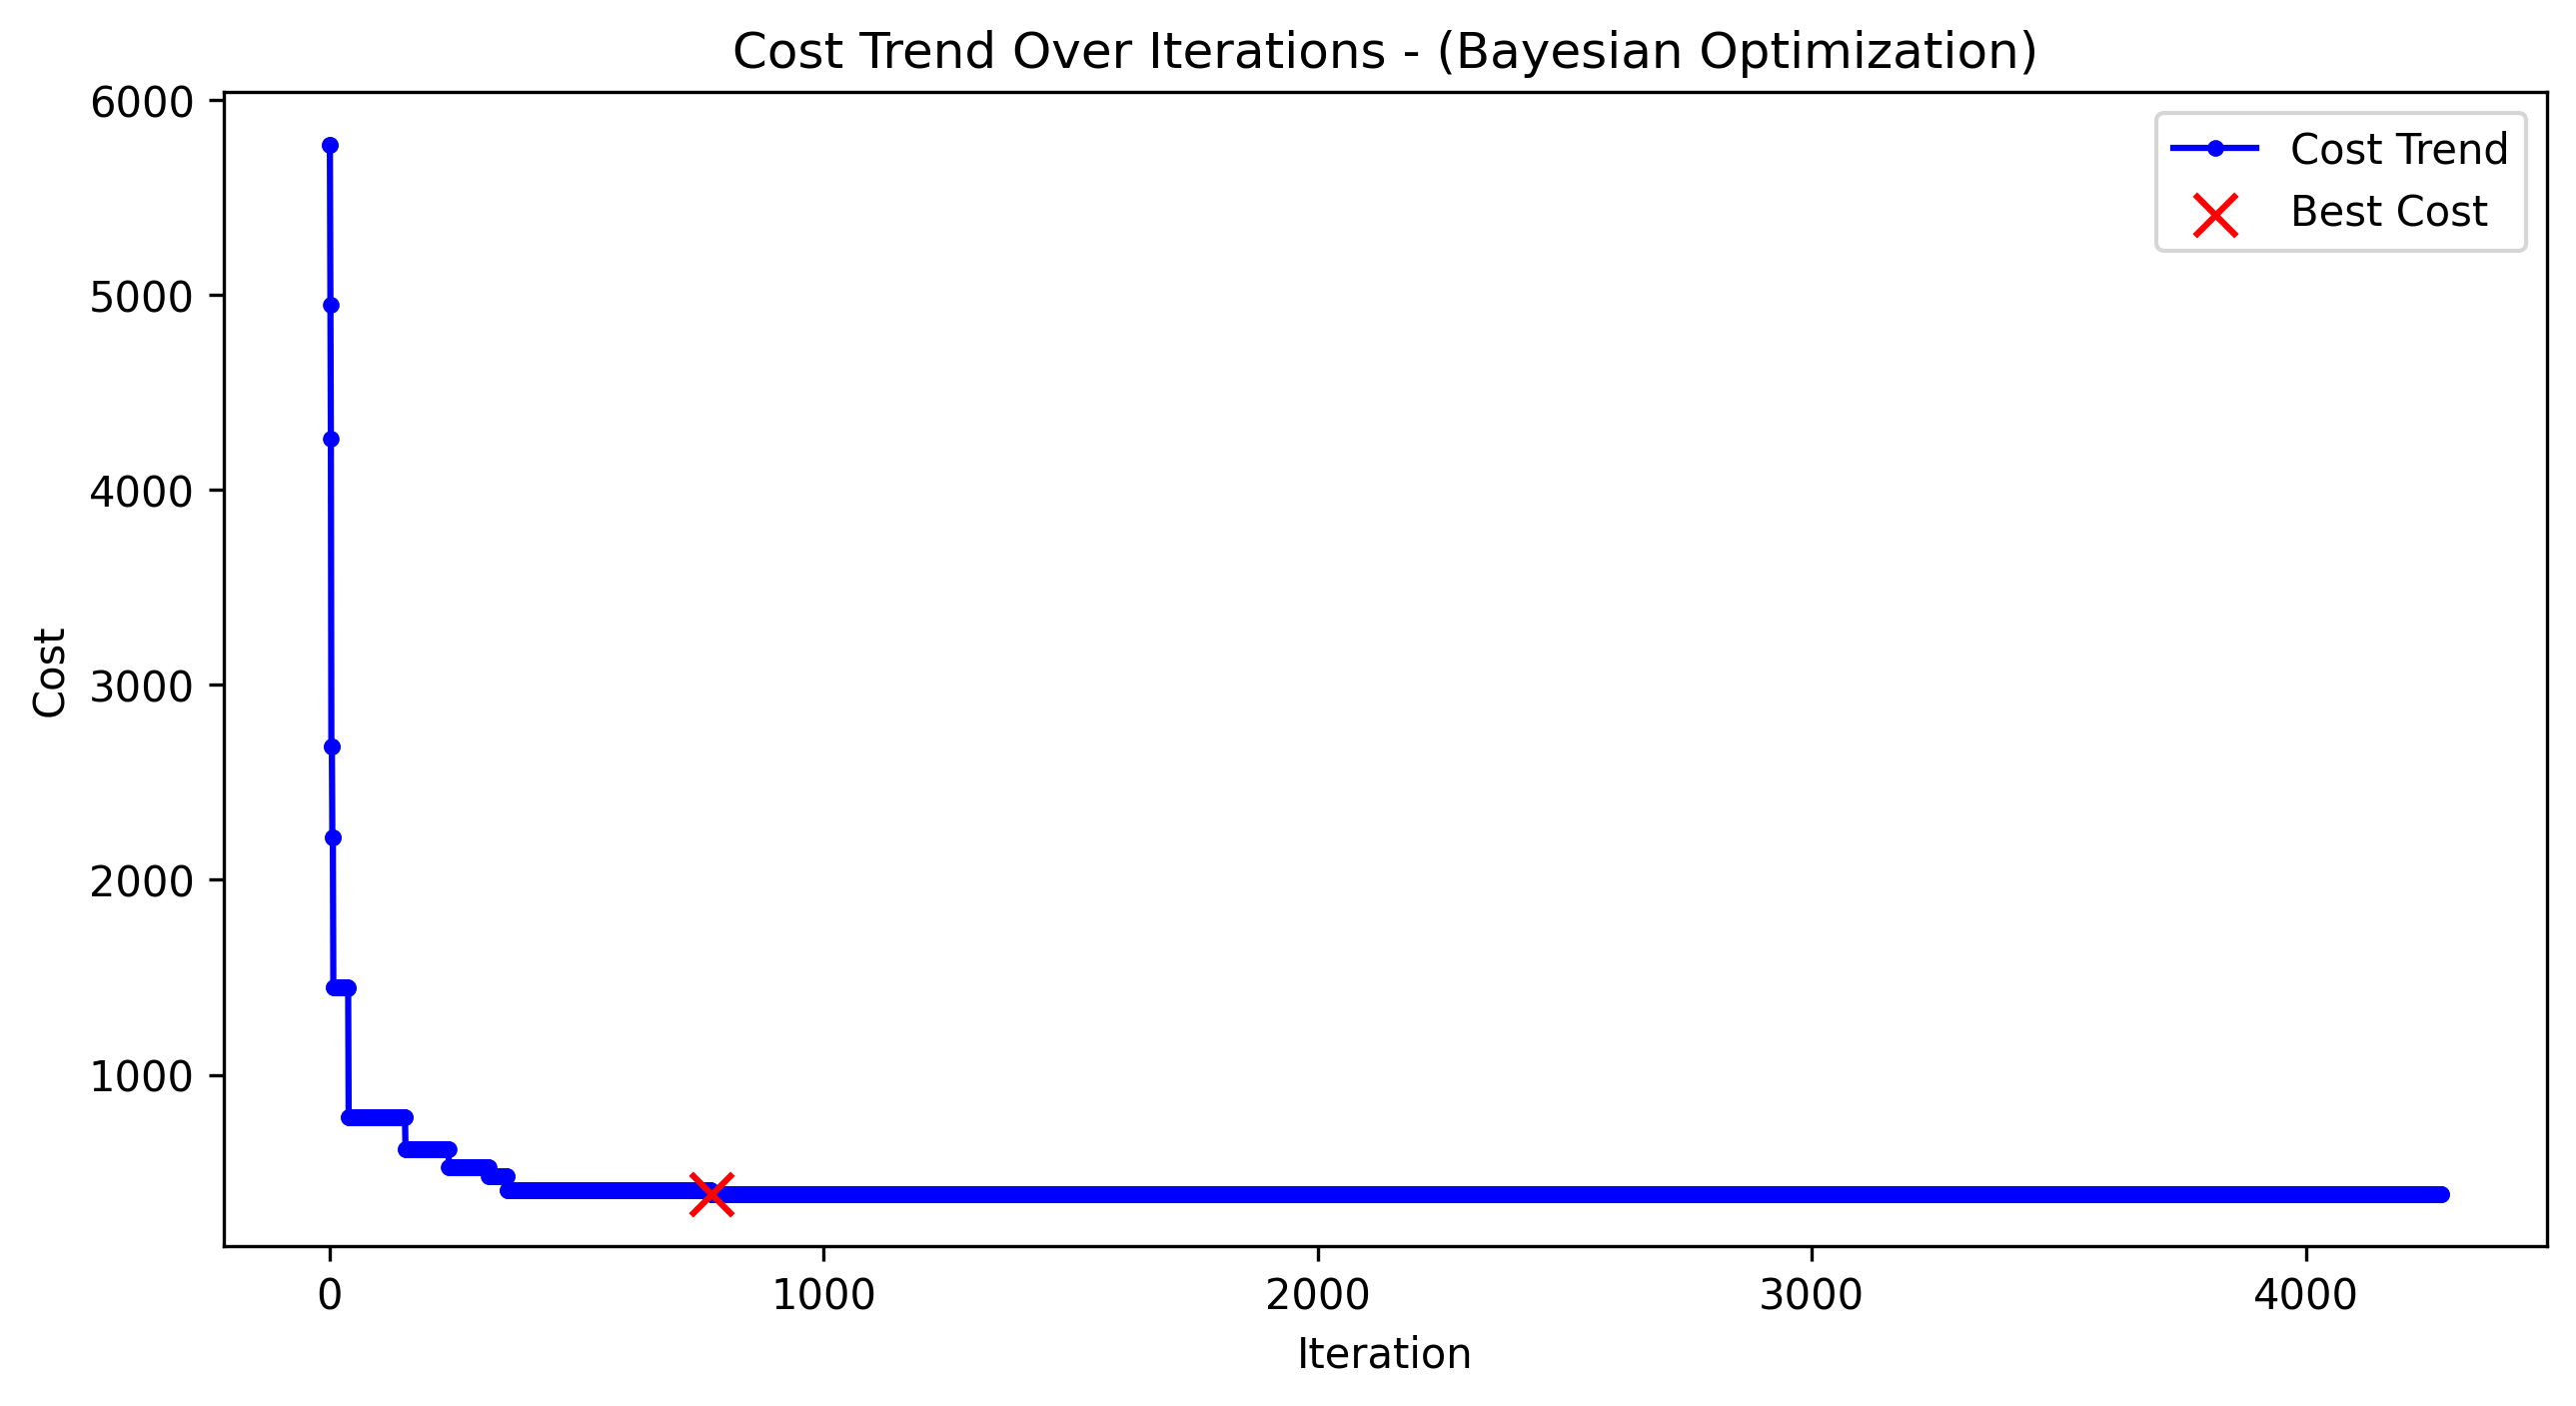 Cost Trend Over Iterations - (Bayesian Optimization)
6000
5000
4000
3000
2000
1000
Cost
Cost Trend
Best Cost
0 1000 2000 3000 4000
Iteration